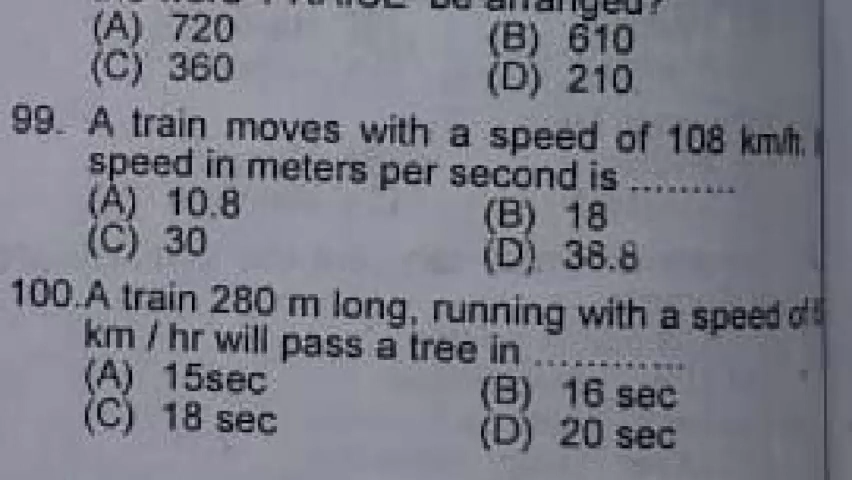 be arranged?
(A) 720 (B) 610
(C) 360 (D) 210
99. A train moves with a speed of 108 km/h.
speed in meters per second is ..........
(A) 10.8 (B) 18
(C) 30 (D) 38.8
100. A train 280 m long, running with a speed of
km / hr will pass a tree in .............
(A) 15sec (B) 16 sec
(C) 18 sec (D) 20 sec